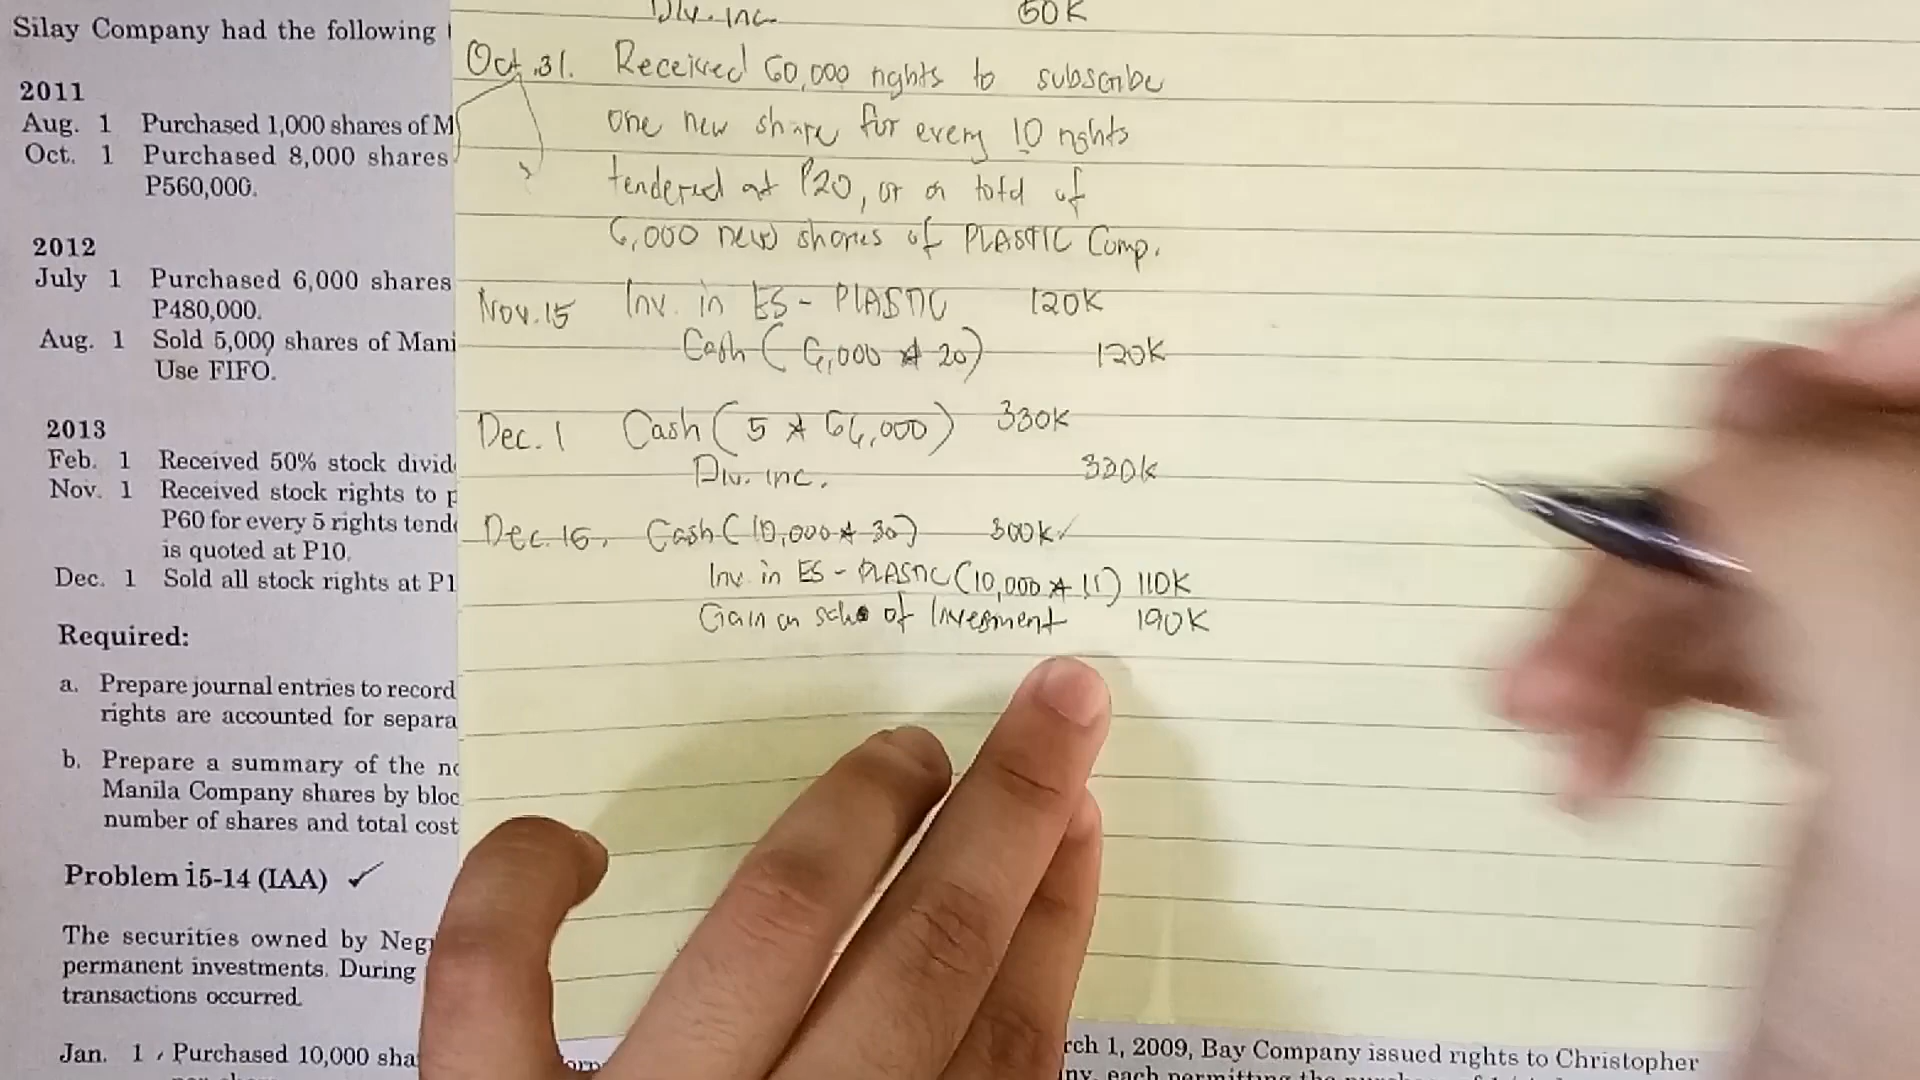 Silay Company had the following
2011
Aug. 1 Purchased 1,000 shares of M
Oct. 1 Purchased 8,000 shares
P560,000.
2012
July 1 Purchased 6,000 shares
P480,000.
Aug. 1 Sold 5,000 shares of Mani
Use FIFO.
2013
Feb. 1 Received 50% stock divid
Nov. 1 Received stock rights to p
P60 for every 5 rights tend
is quoted at P10.
Dec. 1 Sold all stock rights at P1
Required:
a. Prepare journal entries to record
rights are accounted for separa
b. Prepare a summary of the
Manila Company shares by bloc
number of shares and total cost
Problem 15-14 (IAA) ✓
The securities owned by Neg
permanent investments. During
transactions occurred.
Jan. 1 Purchased 10,000 sha
Div. Inc. 60K
Oct. 31. Received 60,000 rights to subscribe
one new share for every 10 rights
tendered at P20, or a total of
6,000 new shares of PLASTIC Comp.
Nov. 15 Inv. in ES - PLASTIC 120K
Cash (6,000 * 20) 120K
Dec. 1 Cash (5 * 66,000) 330K
Div. inc. 330K
Dec. 16. Cash (10,000 * 30) 300K ✓
Inv. in ES - PLASTIC (10,000 * 11) 110K
Gain on sale of Investment 190K
rch 1, 2009, Bay Company issued rights to Christopher
ny, each permitting the purchase of